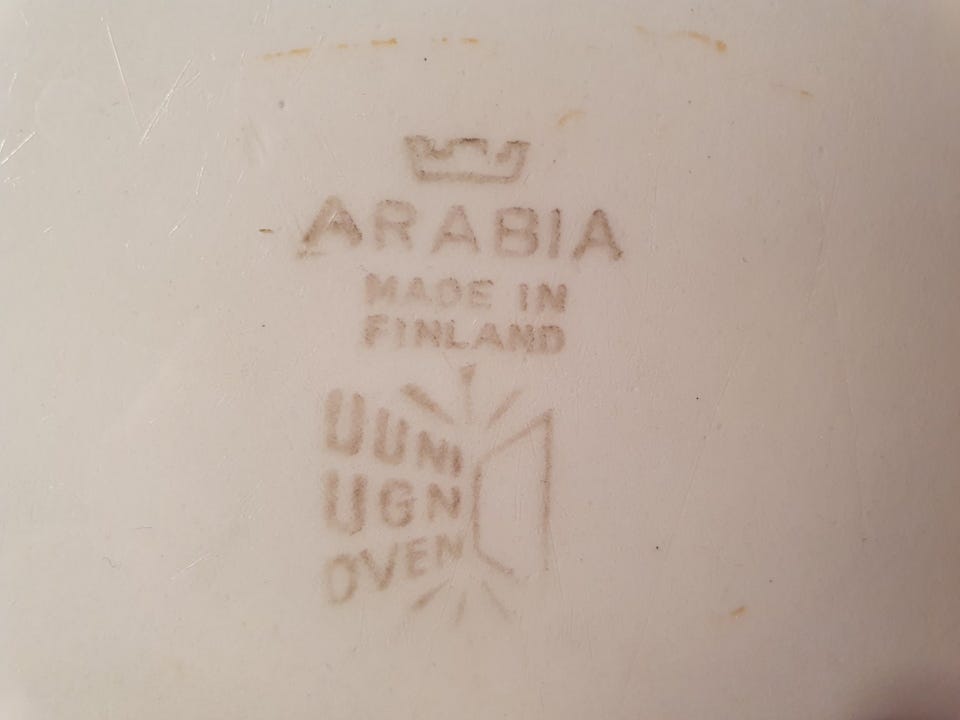 ARABIA
MADE IN
FINLAND
UUNI
UGN
OVEN